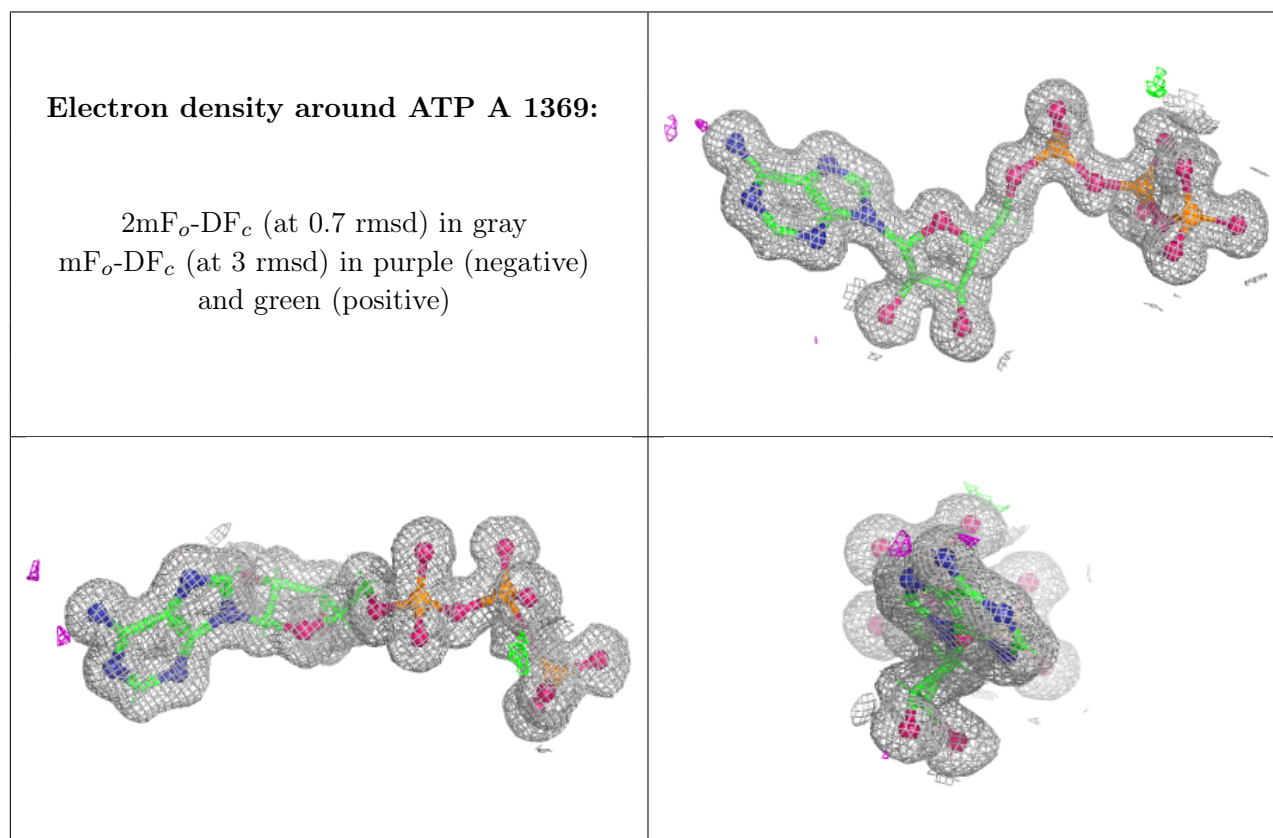 Electron density around ATP A 1369:
2mFo-DFc (at 0.7 rmsd) in gray
mFo-DFc (at 3 rmsd) in purple (negative)
and green (positive)